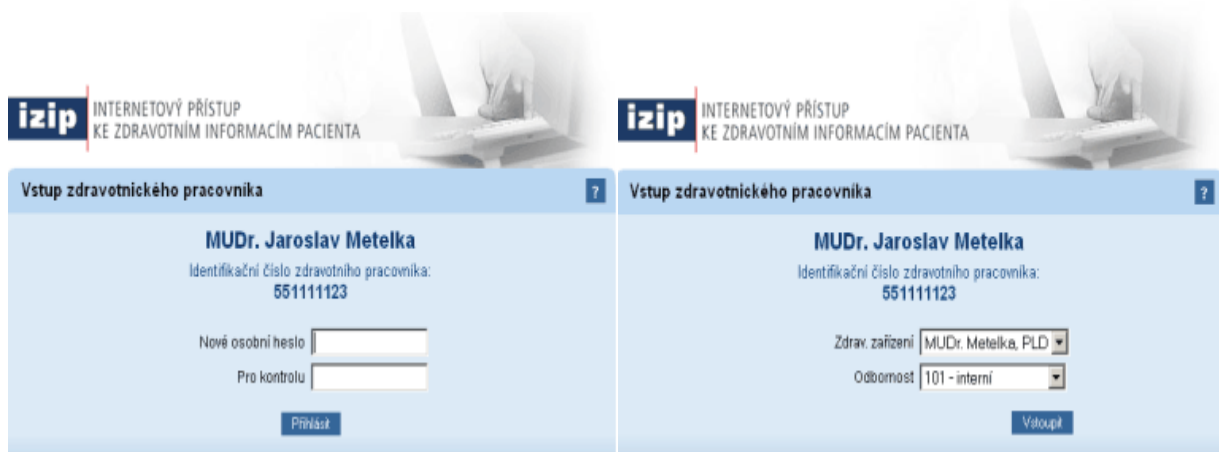 izip INTERNETOVÝ PŘÍSTUP
KE ZDRAVOTNÍM INFORMACÍM PACIENTA
Vstup zdravotnického pracovníka ?
MUDr. Jaroslav Metelka
Identifikační číslo zdravotního pracovníka:
551111123
Nové osobní heslo
Pro kontrolu
Přihlásit
izip INTERNETOVÝ PŘÍSTUP
KE ZDRAVOTNÍM INFORMACÍM PACIENTA
Vstup zdravotnického pracovníka ?
MUDr. Jaroslav Metelka
Identifikační číslo zdravotního pracovníka:
551111123
Zdrav. zařízení MUDr. Metelka, PLD
Odbornost 101 - interní
Vstoupit